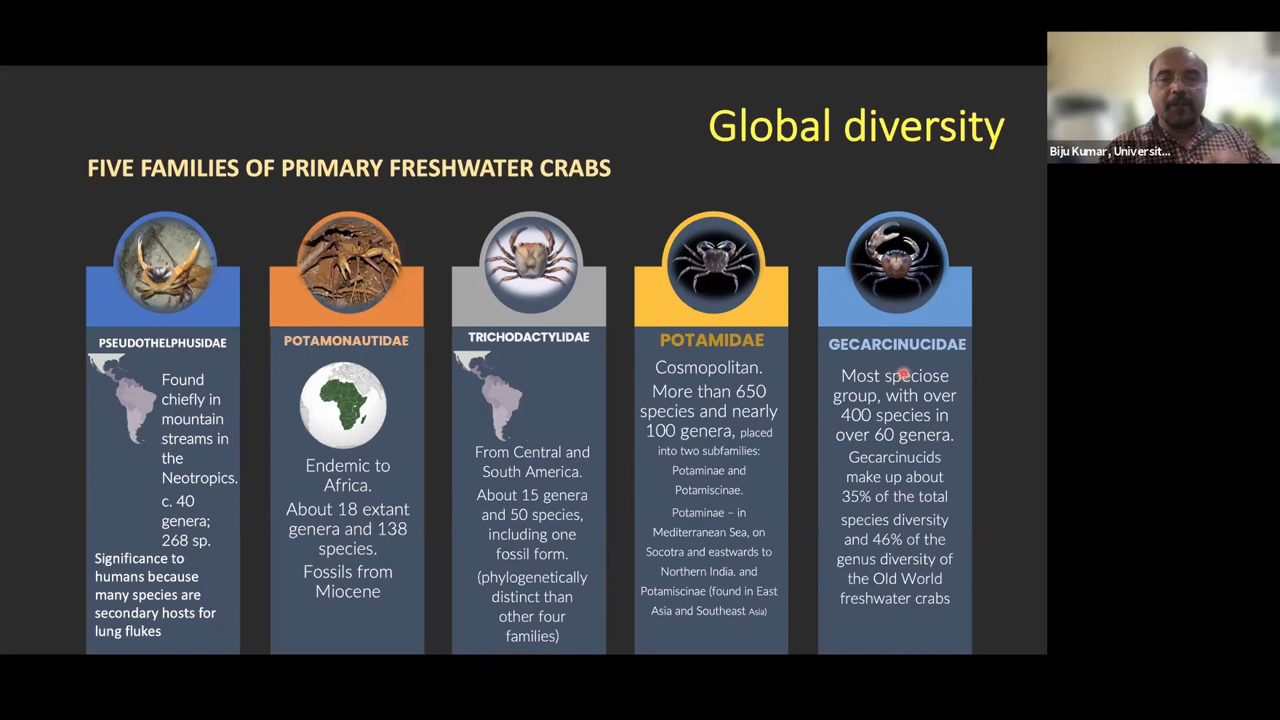 Global diversity
FIVE FAMILIES OF PRIMARY FRESHWATER CRABS
Biju Kumar, Universit...
PSEUDOTHELPHUSIDAE
Found
chiefly in
mountain
streams in
the
Neotropics.
c. 40
genera;
268 sp.
Significance to
humans because
many species are
secondary hosts for
lung flukes
POTAMONAUTIDAE
Endemic to
Africa.
About 18 extant
genera and 138
species.
Fossils from
Miocene
TRICHODACTYLIDAE
From Central and
South America.
About 15 genera
and 50 species,
including one
fossil form.
(phylogenetically
distinct than
other four
families)
POTAMIDAE
Cosmopolitan.
More than 650
species and nearly
100 genera, placed
into two subfamilies:
Potaminae and
Potamiscinae.
Potaminae – in
Mediterranean Sea, on
Socotra and eastwards to
Northern India. and
Potamiscinae (found in East
Asia and Southeast Asia)
GECARCINUCIDAE
Most speciose
group, with over
400 species in
over 60 genera.
Gecarcinucids
make up about
35% of the total
species diversity
and 46% of the
genus diversity of
the Old World
freshwater crabs